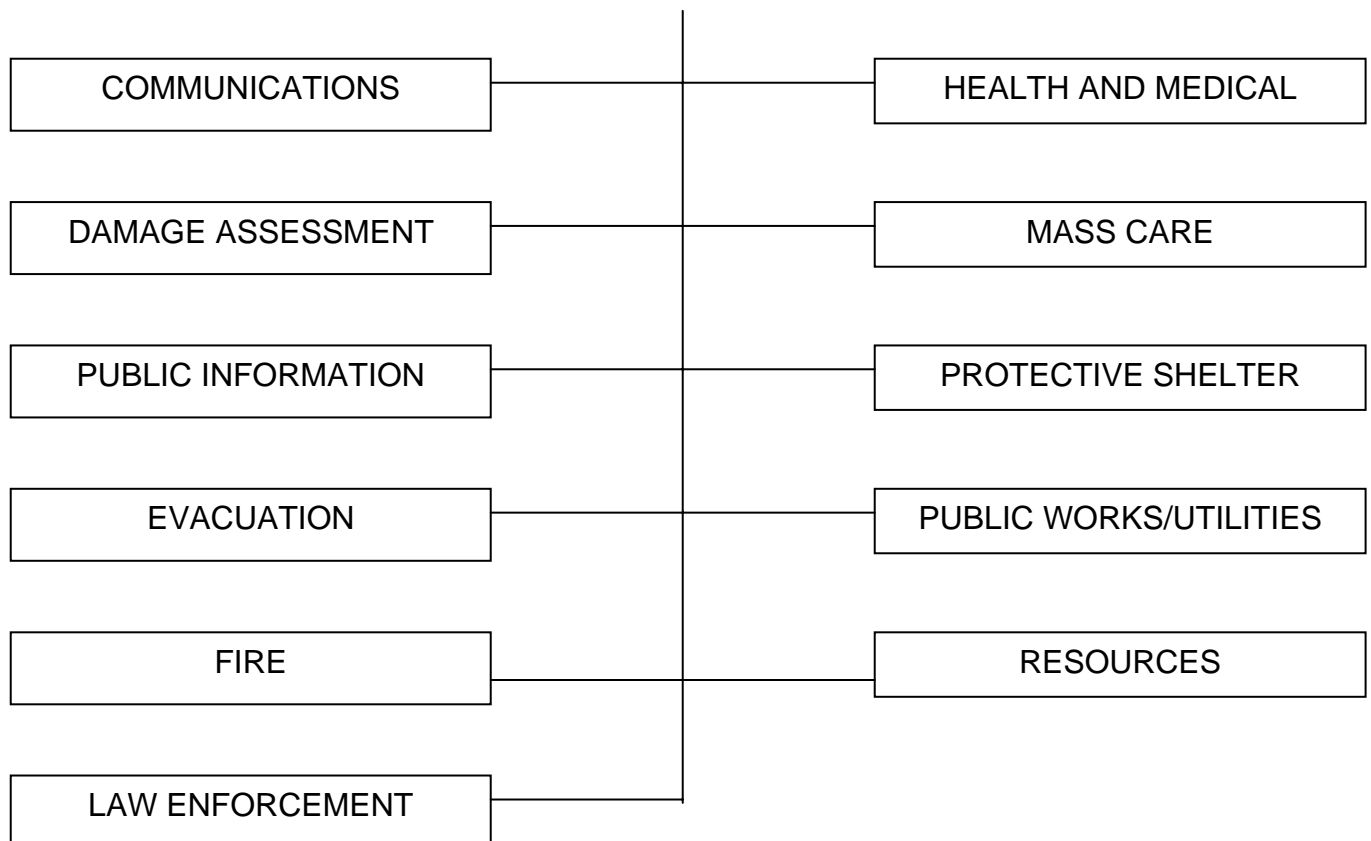 COMMUNICATIONS
HEALTH AND MEDICAL
DAMAGE ASSESSMENT
MASS CARE
PUBLIC INFORMATION
PROTECTIVE SHELTER
EVACUATION
PUBLIC WORKS/UTILITIES
FIRE
RESOURCES
LAW ENFORCEMENT